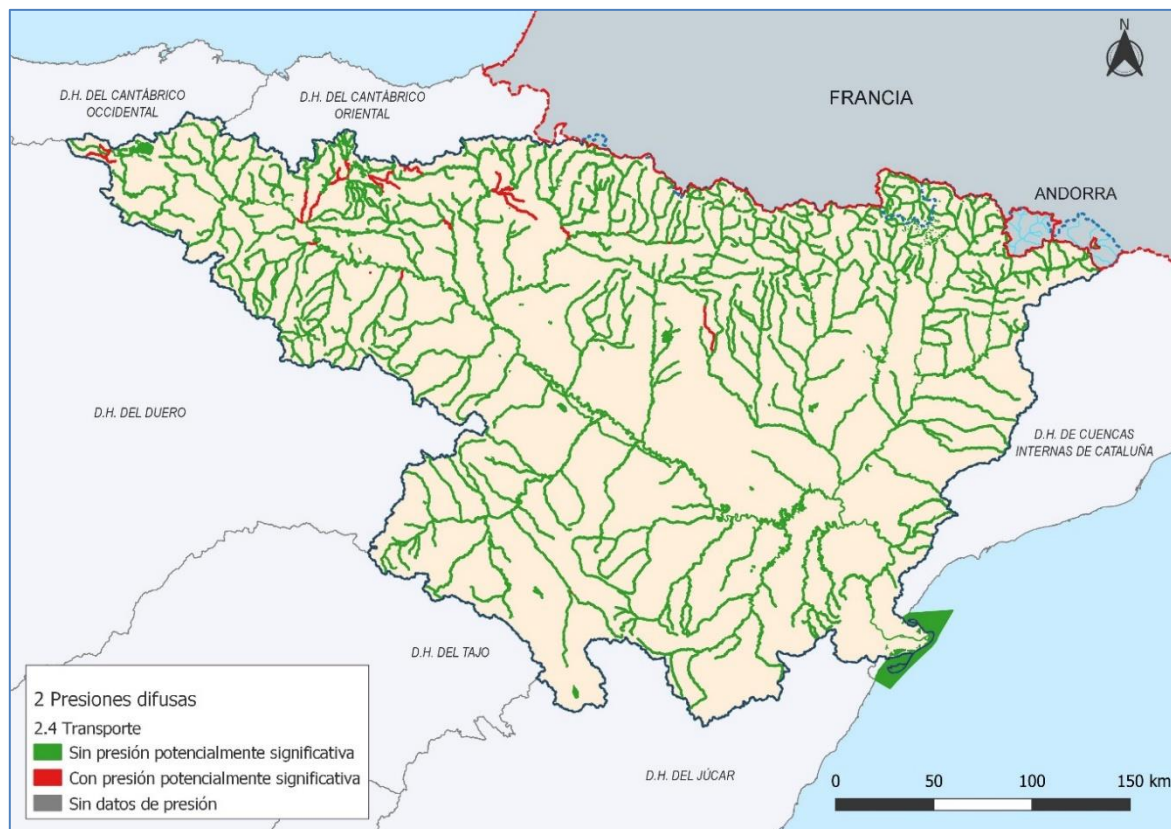 N
D.H. DEL CANTÁBRICO
OCCIDENTAL
D.H. DEL CANTÁBRICO
ORIENTAL
FRANCIA
ANDORRA
D.H. DEL DUERO
D.H. DE CUENCAS
INTERNAS DE CATALUÑA
D.H. DEL TAJO
D.H. DEL JÚCAR
2 Presiones difusas
2.4 Transporte
Sin presión potencialmente significativa
Con presión potencialmente significativa
Sin datos de presión
0 50 100 150 km